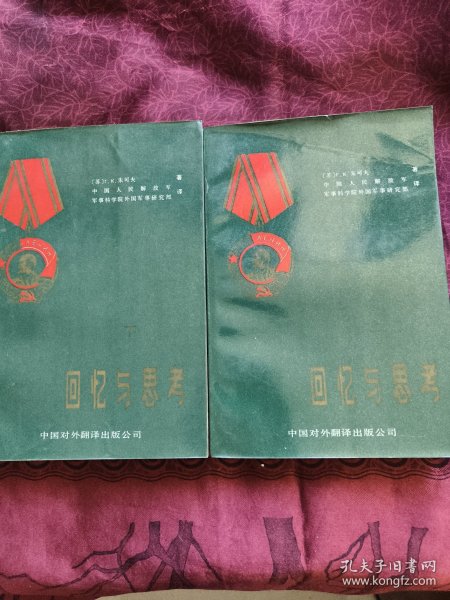 〔苏〕Г.К.朱可夫 著
中国人民解放军
军事科学院外国军事研究部 译
回忆与思考
中国对外翻译出版公司
〔苏〕Г.К.朱可夫 著
中国人民解放军
军事科学院外国军事研究部 译
回忆与思考
中国对外翻译出版公司
孔夫子旧书网
www.kongfz.com